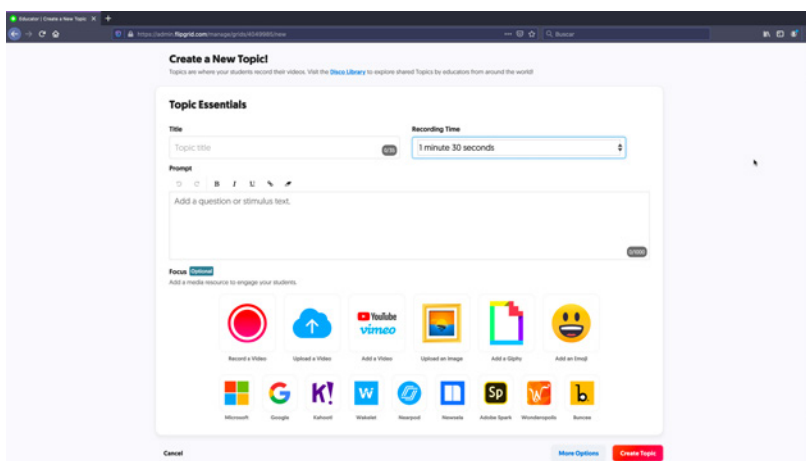 Educator | Create a New Topic
https://admin.flipgrid.com/manage/grids/4049985/new
Buscar
Create a New Topic!
Topics are where your students record their videos. Visit the Disco Library to explore shared Topics by educators from around the world!
Topic Essentials
Title
Recording Time
Topic title
0/35
1 minute 30 seconds
Prompt
B I U
Add a question or stimulus text.
0/1000
Focus Optional
Add a media resource to engage your students.
YouTube
vimeo
Record a Video Upload a Video Add a Video Upload an Image Add a Giphy Add an Emoji
G K! W Sp W b
Microsoft Google Kahoot Wakelet Nearpod Newsela Adobe Spark Wonderopolis Buncee
Cancel More Options Create Topic